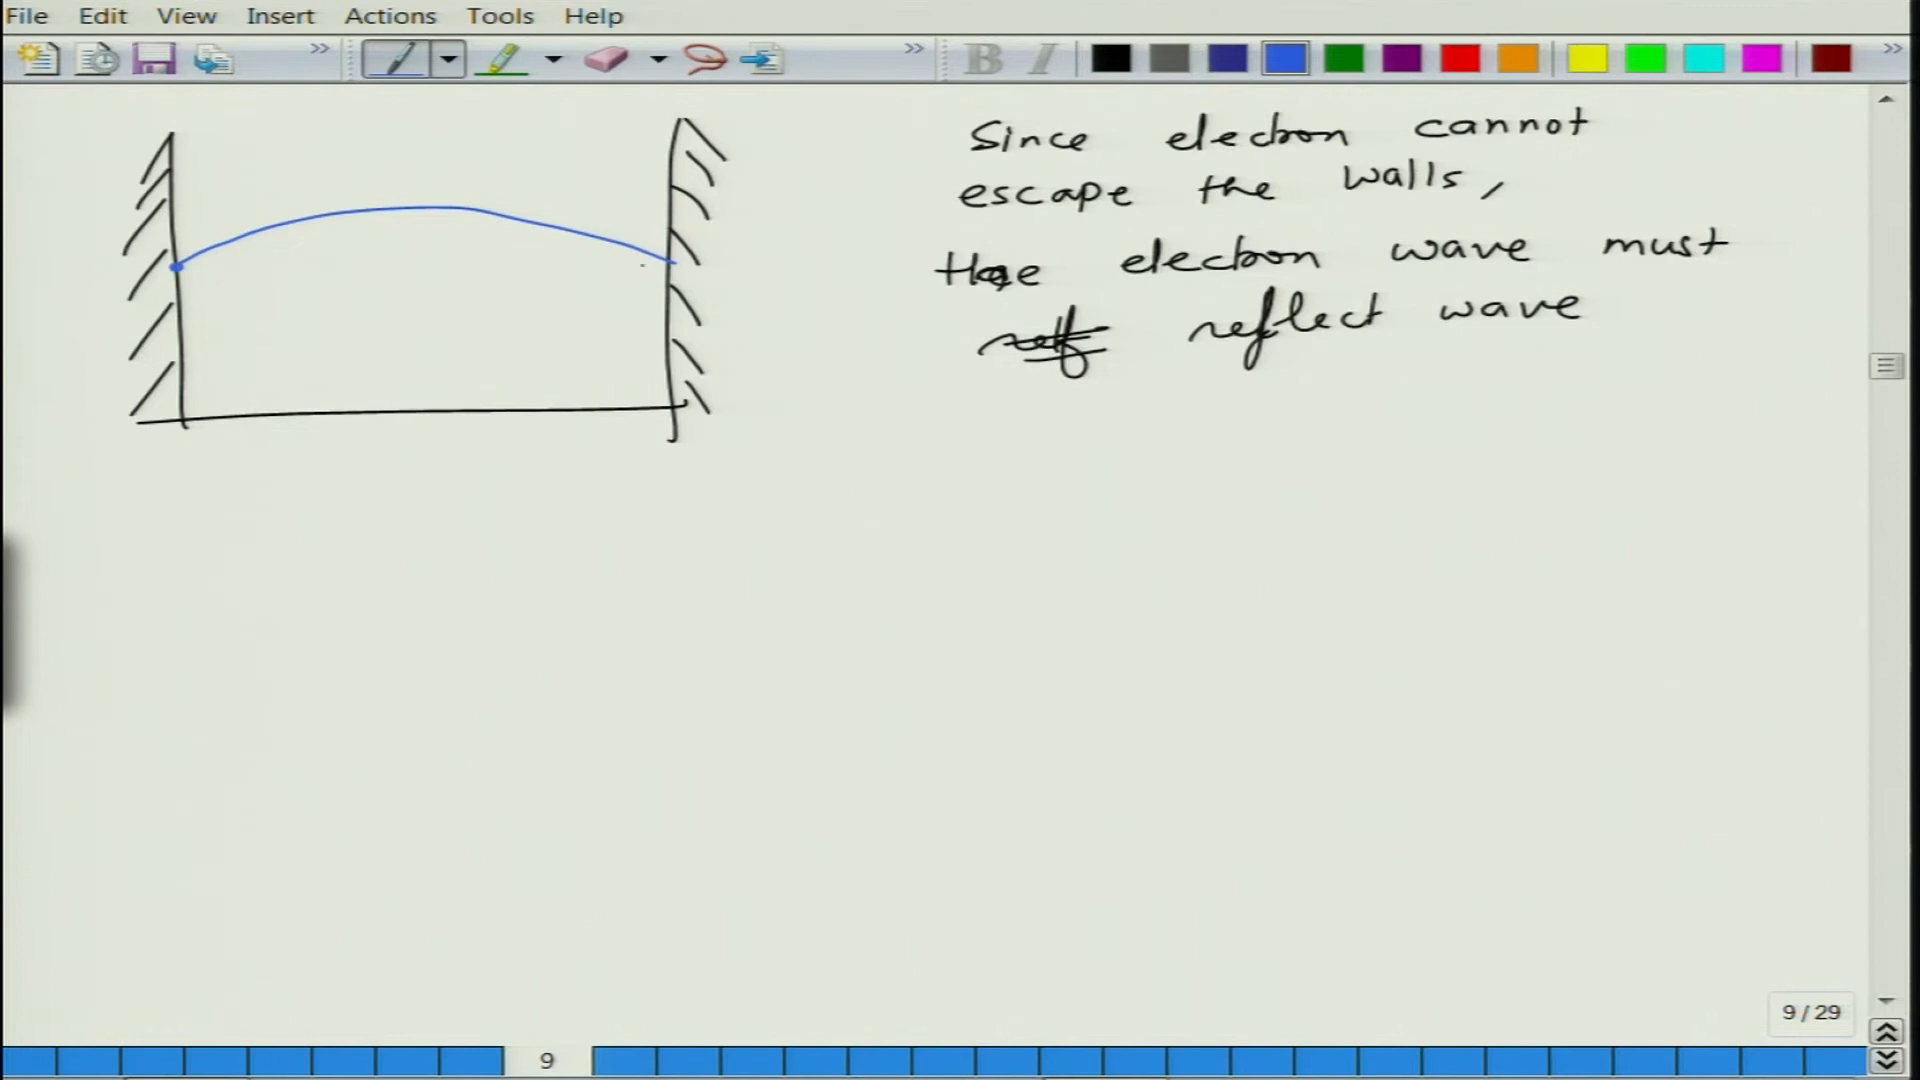 File Edit View Insert Actions Tools Help
B I
Since electron cannot
escape the walls,
the electron wave must
reflect wave
9 / 29
9